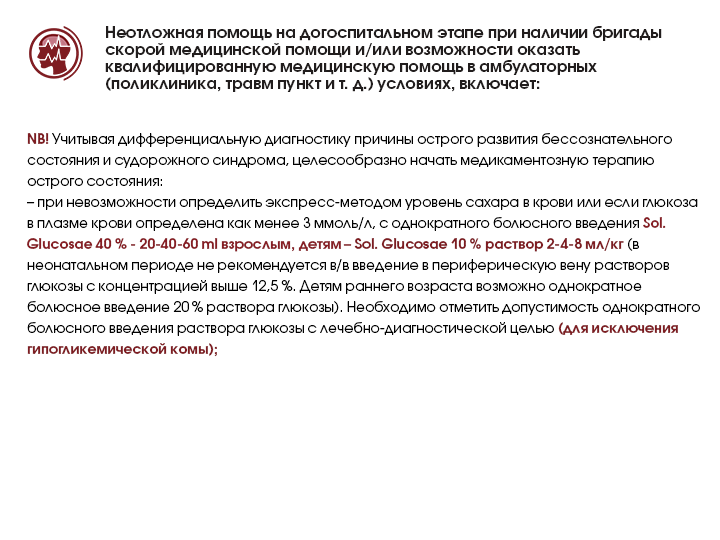 Неотложная помощь на догоспитальном этапе при наличии бригады
скорой медицинской помощи и/или возможности оказать
квалифицированную медицинскую помощь в амбулаторных
(поликлиника, травм пункт и т. д.) условиях, включает:
NB! Учитывая дифференциальную диагностику причины острого развития бессознательного
состояния и судорожного синдрома, целесообразно начать медикаментозную терапию
острого состояния:
– при невозможности определить экспресс-методом уровень сахара в крови или если глюкоза
в плазме крови определена как менее 3 ммоль/л, с однократного болюсного введения Sol.
Glucosae 40 % - 20-40-60 ml взрослым, детям – Sol. Glucosae 10 % раствор 2-4-8 мл/кг (в
неонатальном периоде не рекомендуется в/в введение в периферическую вену растворов
глюкозы с концентрацией выше 12,5 %. Детям раннего возраста возможно однократное
болюсное введение 20 % раствора глюкозы). Необходимо отметить допустимость однократного
болюсного введения раствора глюкозы с лечебно-диагностической целью (для исключения
гипогликемической комы);